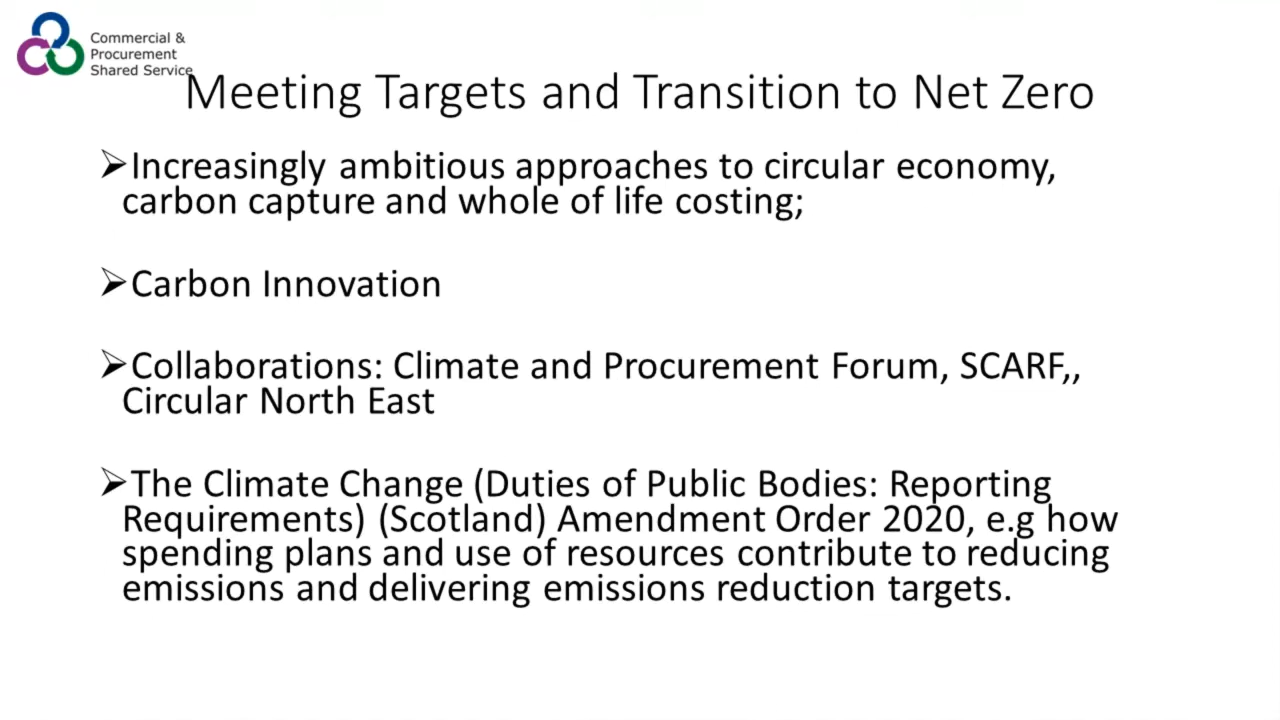 Commercial &
Procurement
Shared Service
Meeting Targets and Transition to Net Zero
➢Increasingly ambitious approaches to circular economy,
carbon capture and whole of life costing;
➢Carbon Innovation
➢Collaborations: Climate and Procurement Forum, SCARF,,
Circular North East
➢The Climate Change (Duties of Public Bodies: Reporting
Requirements) (Scotland) Amendment Order 2020, e.g how
spending plans and use of resources contribute to reducing
emissions and delivering emissions reduction targets.